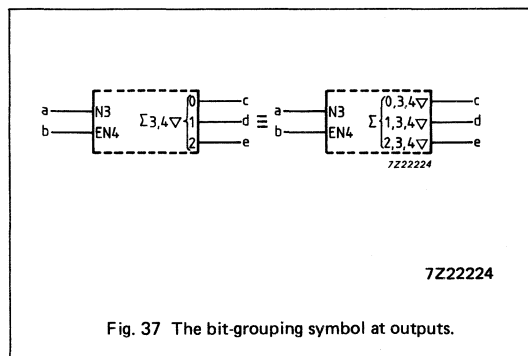 0 0,3,4▽
a c a c
N3 Σ3,4▽ 1 d ≡ N3 Σ 1,3,4▽ d
b EN4 b EN4
2 e 2,3,4▽ e
7Z22224
7Z22224
Fig. 37 The bit-grouping symbol at outputs.